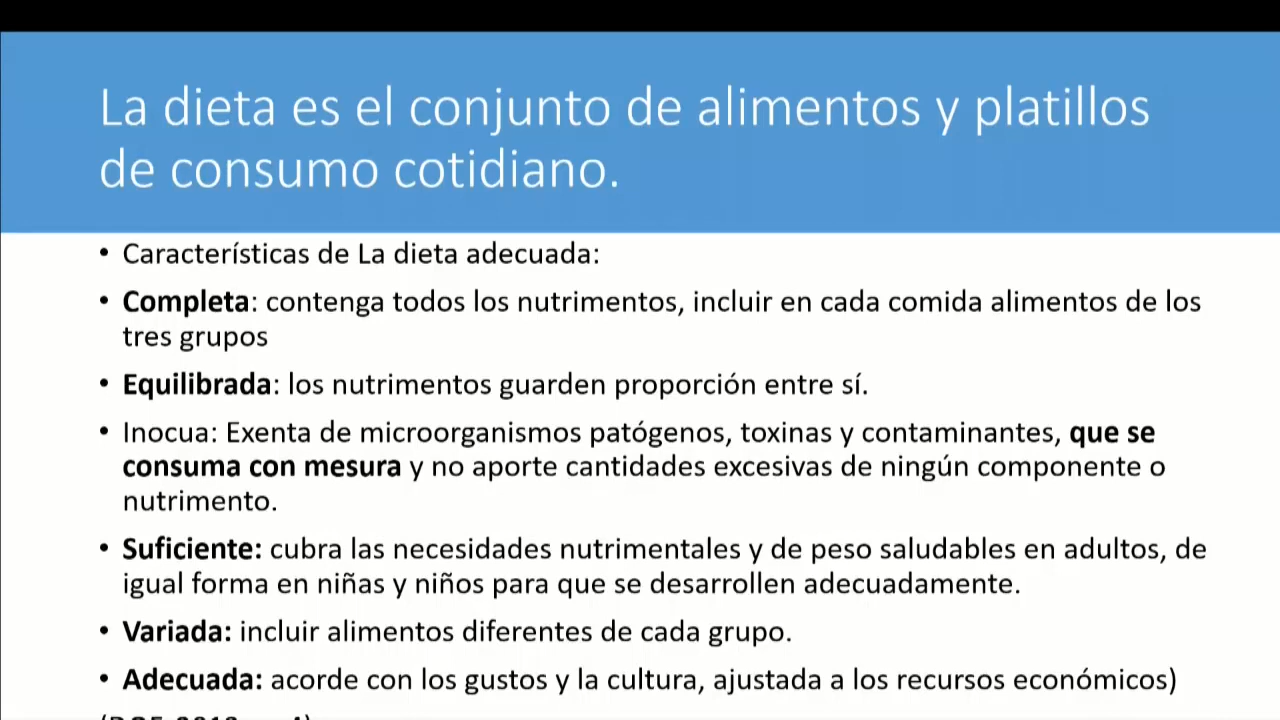 La dieta es el conjunto de alimentos y platillos
de consumo cotidiano.
• Características de La dieta adecuada:
• Completa: contenga todos los nutrimentos, incluir en cada comida alimentos de los
tres grupos
• Equilibrada: los nutrimentos guarden proporción entre sí.
• Inocua: Exenta de microorganismos patógenos, toxinas y contaminantes, que se
consuma con mesura y no aporte cantidades excesivas de ningún componente o
nutrimento.
• Suficiente: cubra las necesidades nutrimentales y de peso saludables en adultos, de
igual forma en niñas y niños para que se desarrollen adecuadamente.
• Variada: incluir alimentos diferentes de cada grupo.
• Adecuada: acorde con los gustos y la cultura, ajustada a los recursos económicos)